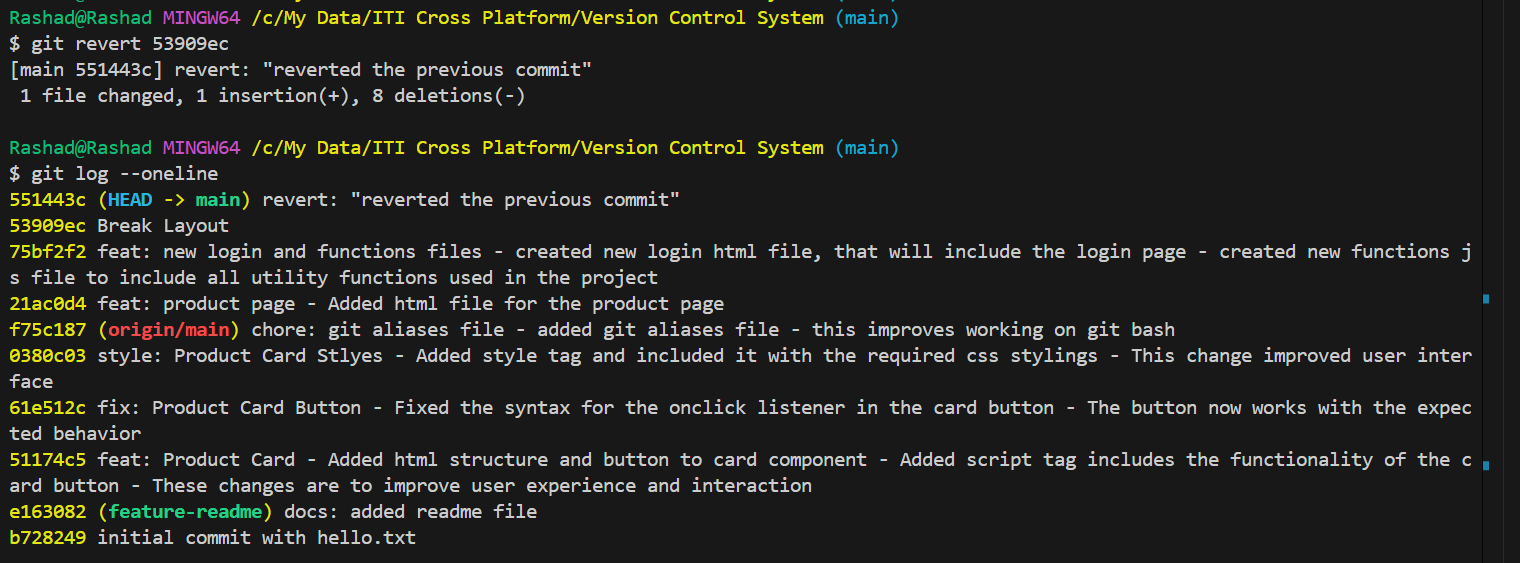 Rashad@Rashad MINGW64 /c/My Data/ITI Cross Platform/Version Control System (main)
$ git revert 53909ec
[main 551443c] revert: "reverted the previous commit"
 1 file changed, 1 insertion(+), 8 deletions(-)

Rashad@Rashad MINGW64 /c/My Data/ITI Cross Platform/Version Control System (main)
$ git log --oneline
551443c (HEAD -> main) revert: "reverted the previous commit"
53909ec Break Layout
75bf2f2 feat: new login and functions files - created new login html file, that will include the login page - created new functions j
s file to include all utility functions used in the project
21ac0d4 feat: product page - Added html file for the product page
f75c187 (origin/main) chore: git aliases file - added git aliases file - this improves working on git bash
0380c03 style: Product Card Stlyes - Added style tag and included it with the required css stylings - This change improved user inter
face
61e512c fix: Product Card Button - Fixed the syntax for the onclick listener in the card button - The button now works with the expec
ted behavior
51174c5 feat: Product Card - Added html structure and button to card component - Added script tag includes the functionality of the c
ard button - These changes are to improve user experience and interaction
e163082 (feature-readme) docs: added readme file
b728249 initial commit with hello.txt